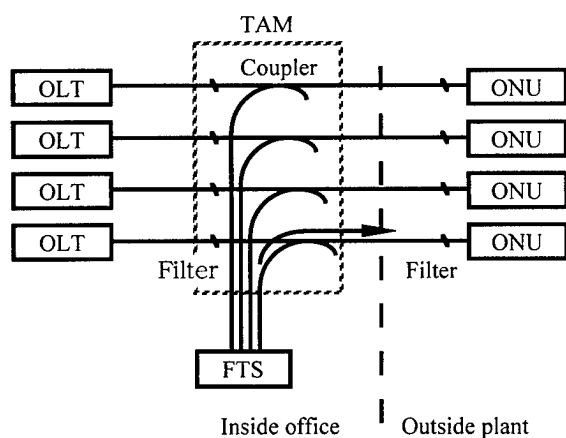 TAM
Coupler
OLT
ONU
OLT
ONU
OLT
ONU
OLT
ONU
Filter
Filter
FTS
Inside office
Outside plant